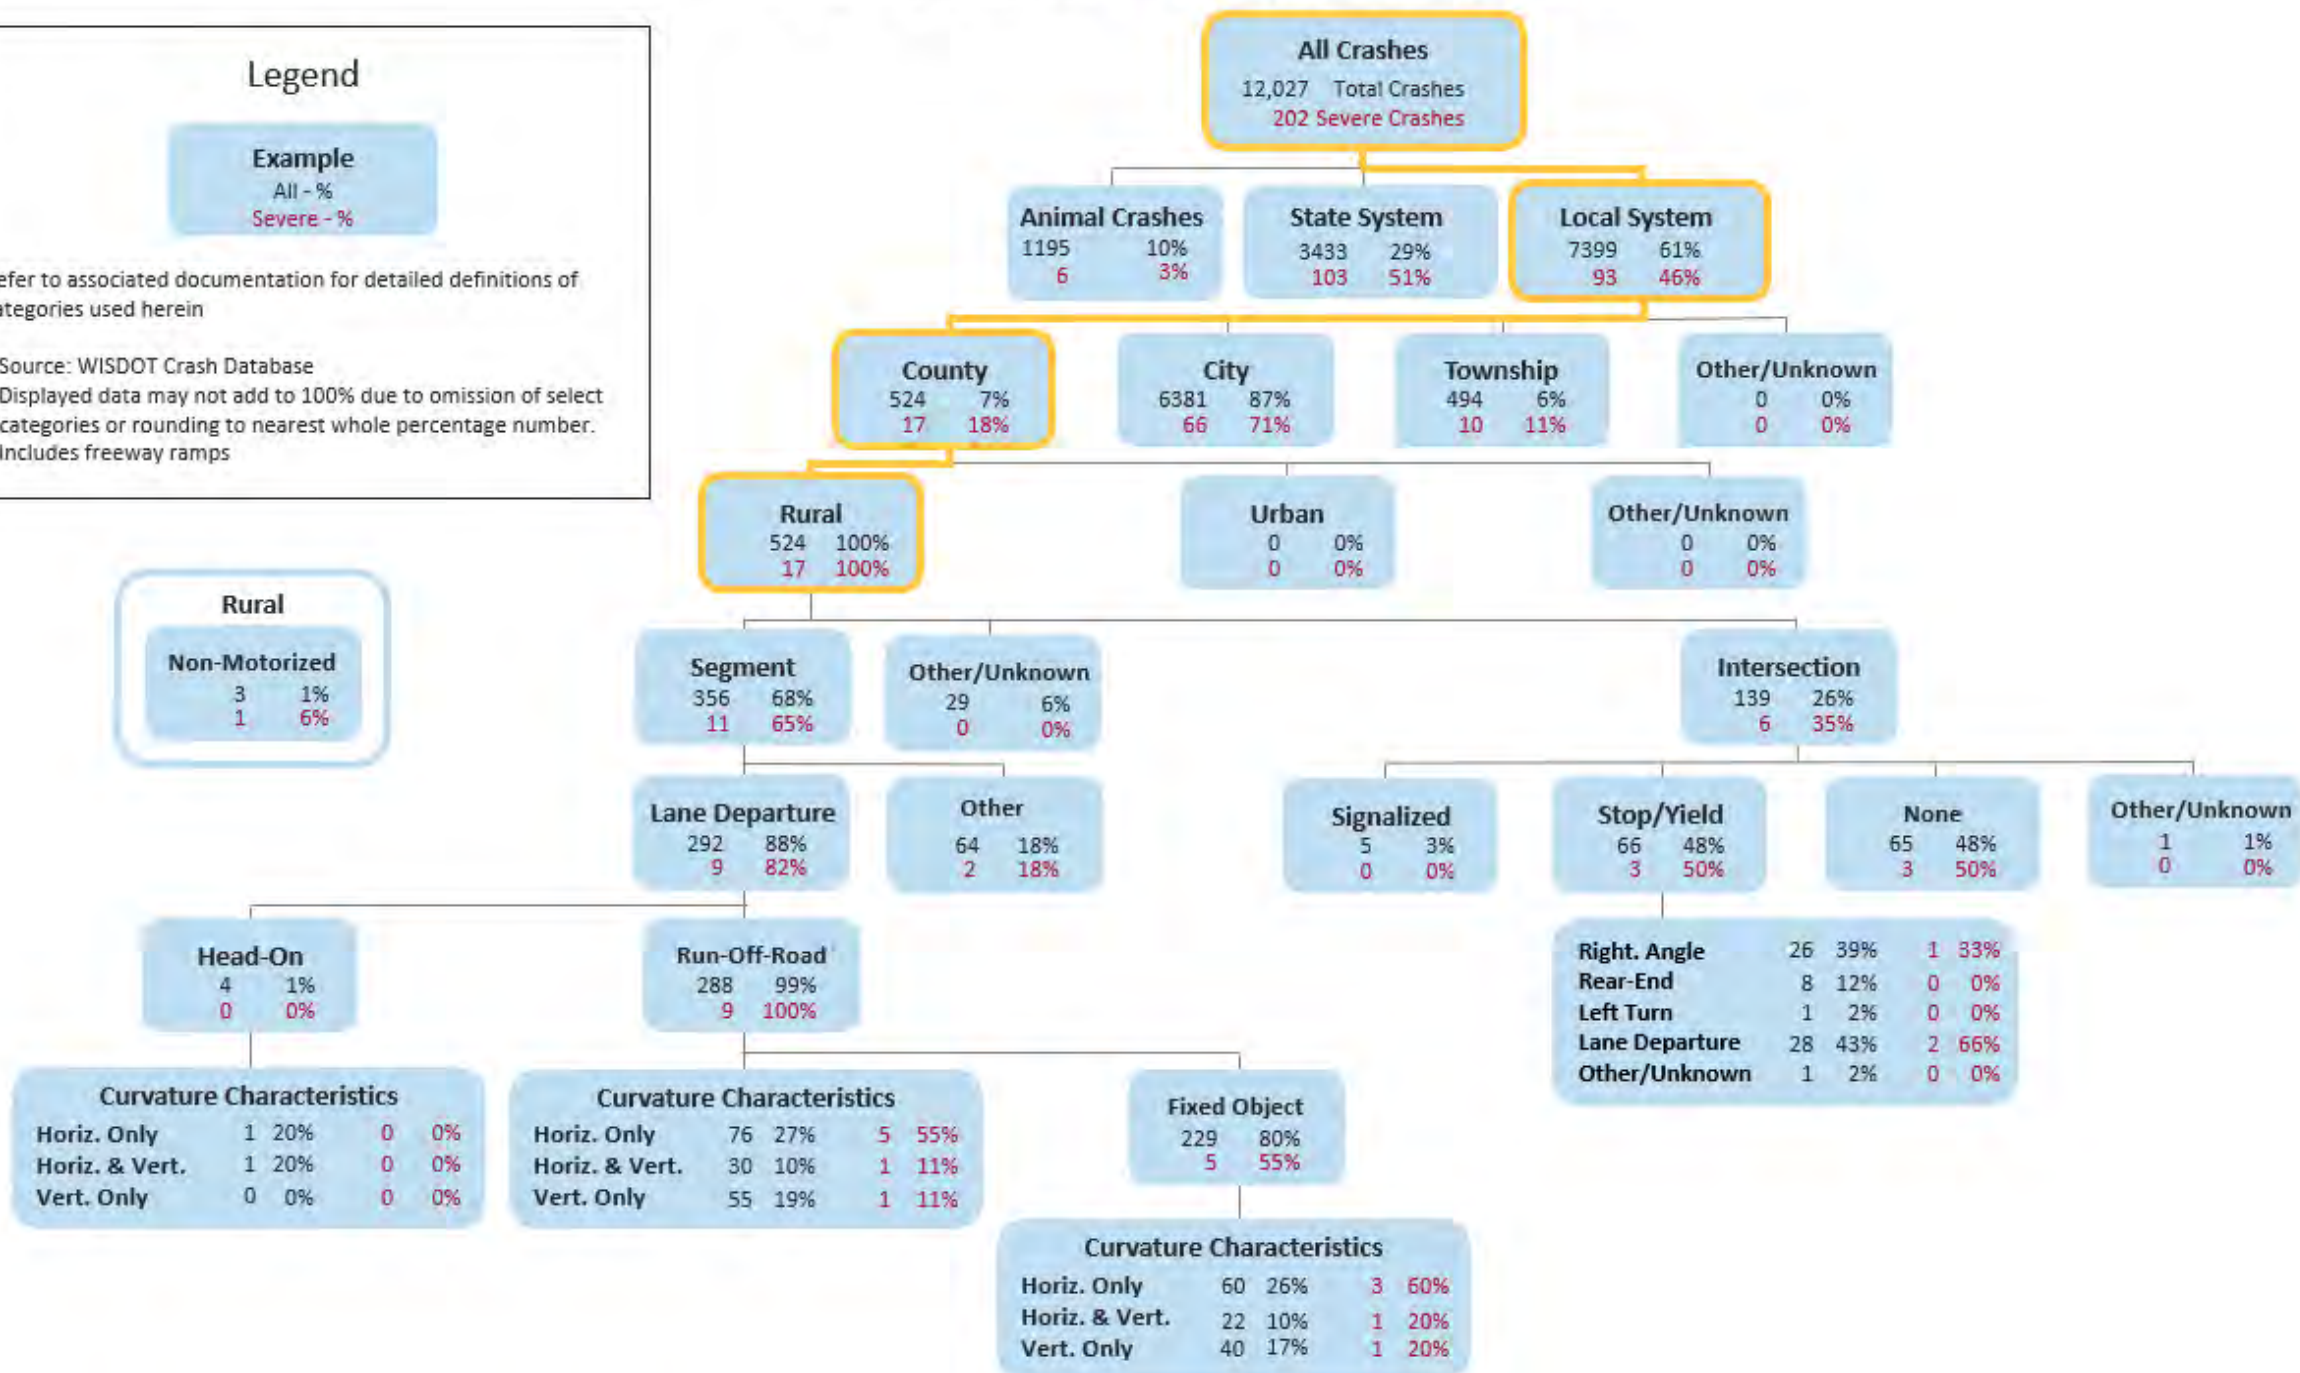 Legend
Example
All - %
Severe - %
efer to associated documentation for detailed definitions of
ategories used herein
Source: WISDOT Crash Database
Displayed data may not add to 100% due to omission of select
categories or rounding to nearest whole percentage number.
Includes freeway ramps
All Crashes
12,027 Total Crashes
202 Severe Crashes
Animal Crashes
1195 10%
6 3%
State System
3433 29%
103 51%
Local System
7399 61%
93 46%
County
524 7%
17 18%
City
6381 87%
66 71%
Township
494 6%
10 11%
Other/Unknown
0 0%
0 0%
Rural
524 100%
17 100%
Urban
0 0%
0 0%
Other/Unknown
0 0%
0 0%
Rural
Non-Motorized
3 1%
1 6%
Segment
356 68%
11 65%
Other/Unknown
29 6%
0 0%
Intersection
139 26%
6 35%
Lane Departure
292 88%
9 82%
Other
64 18%
2 18%
Signalized
5 3%
0 0%
Stop/Yield
66 48%
3 50%
None
65 48%
3 50%
Other/Unknown
1 1%
0 0%
Head-On
4 1%
0 0%
Run-Off-Road
288 99%
9 100%
Right. Angle 26 39% 1 33%
Rear-End 8 12% 0 0%
Left Turn 1 2% 0 0%
Lane Departure 28 43% 2 66%
Other/Unknown 1 2% 0 0%
Curvature Characteristics
Horiz. Only 1 20% 0 0%
Horiz. & Vert. 1 20% 0 0%
Vert. Only 0 0% 0 0%
Curvature Characteristics
Horiz. Only 76 27% 5 55%
Horiz. & Vert. 30 10% 1 11%
Vert. Only 55 19% 1 11%
Fixed Object
229 80%
5 55%
Curvature Characteristics
Horiz. Only 60 26% 3 60%
Horiz. & Vert. 22 10% 1 20%
Vert. Only 40 17% 1 20%